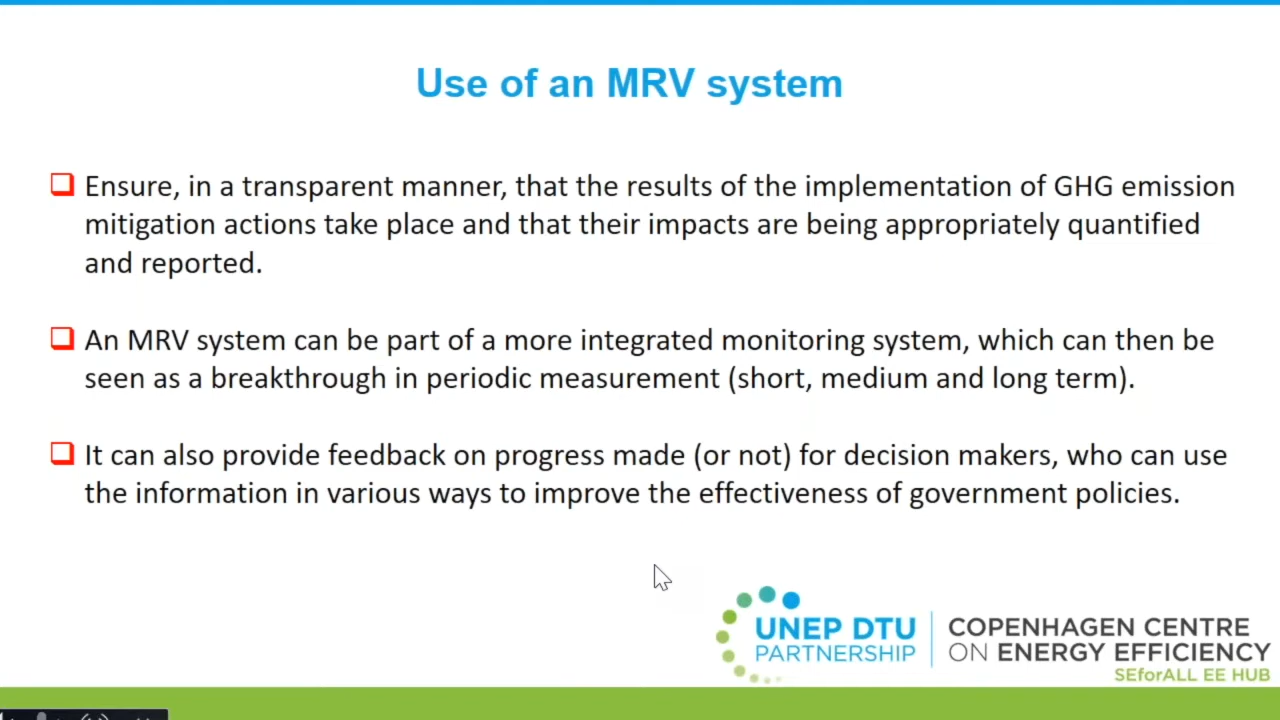 Use of an MRV system
Ensure, in a transparent manner, that the results of the implementation of GHG emission
mitigation actions take place and that their impacts are being appropriately quantified
and reported.
An MRV system can be part of a more integrated monitoring system, which can then be
seen as a breakthrough in periodic measurement (short, medium and long term).
It can also provide feedback on progress made (or not) for decision makers, who can use
the information in various ways to improve the effectiveness of government policies.
UNEP DTU
PARTNERSHIP
COPENHAGEN CENTRE
ON ENERGY EFFICIENCY
SEforALL EE HUB